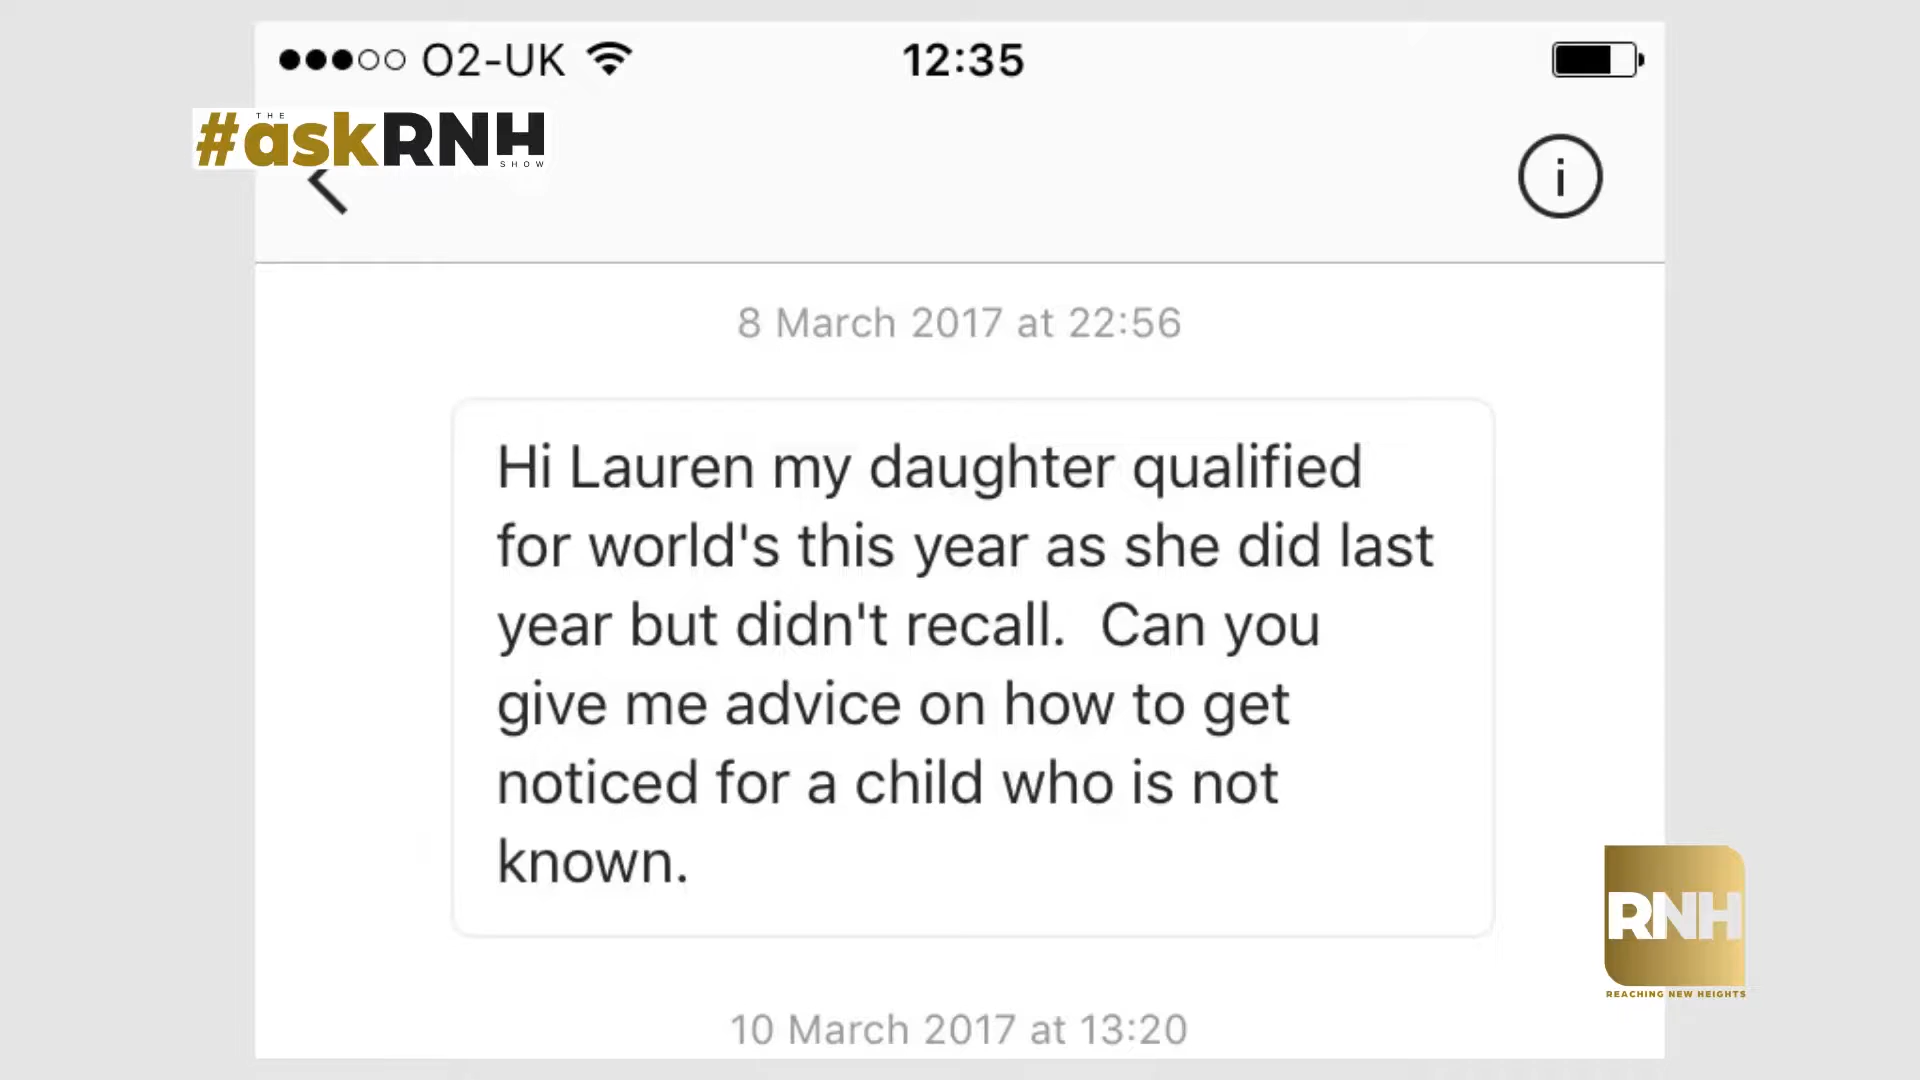 O2-UK 12:35
THE
#askRNH
SHOW
i
8 March 2017 at 22:56
Hi Lauren my daughter qualified
for world's this year as she did last
year but didn't recall.  Can you
give me advice on how to get
noticed for a child who is not
known.
RNH
REACHING NEW HEIGHTS
10 March 2017 at 13:20